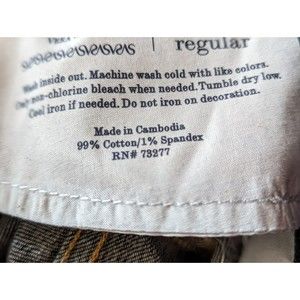 regular
Wash inside out. Machine wash cold with like colors.
Only non-chlorine bleach when needed. Tumble dry low.
Cool iron if needed. Do not iron on decoration.
Made in Cambodia
99% Cotton/1% Spandex
RN# 73277